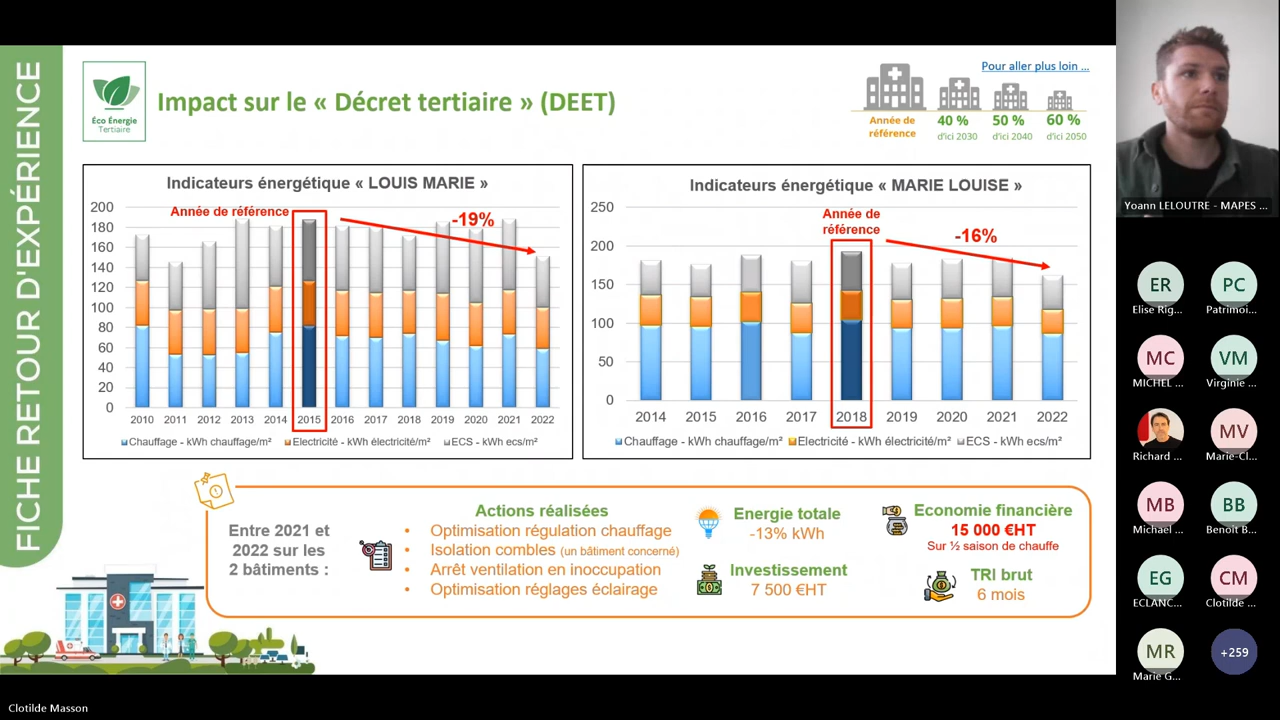 FICHE RETOUR D'EXPÉRIENCE
Éco Énergie
Tertiaire
Impact sur le « Décret tertiaire » (DEET)
Pour aller plus loin ...
Année de
référence
40 %
d'ici 2030
50 %
d'ici 2040
60 %
d'ici 2050
Indicateurs énergétique « LOUIS MARIE »
Année de référence
-19%
200
180
160
140
120
100
80
60
40
20
0
2010 2011 2012 2013 2014 2015 2016 2017 2018 2019 2020 2021 2022
Chauffage - kWh chauffage/m² Electricité - kWh électricité/m² ECS - kWh ecs/m²
Indicateurs énergétique « MARIE LOUISE »
Année de
référence
-16%
250
200
150
100
50
0
2014 2015 2016 2017 2018 2019 2020 2021 2022
Chauffage - kWh chauffage/m² Electricité - kWh électricité/m² ECS - kWh ecs/m²
Entre 2021 et
2022 sur les
2 bâtiments :
Actions réalisées
• Optimisation régulation chauffage
• Isolation combles (un bâtiment concerné)
• Arrêt ventilation en inoccupation
• Optimisation réglages éclairage
Energie totale
-13% kWh
Investissement
7 500 €HT
Economie financière
15 000 €HT
Sur ½ saison de chauffe
TRI brut
6 mois
Yoann LELOUTRE - MAPES ...
ER
Elise Rig...
PC
Patrimoi...
MC
MICHEL ...
VM
Virginie ...
Richard ...
MV
Marie-Cl...
MB
Michael ...
BB
Benoit B...
EG
ECLANC...
CM
Clotilde ...
MR
Marie G...
+259
Clotilde Masson